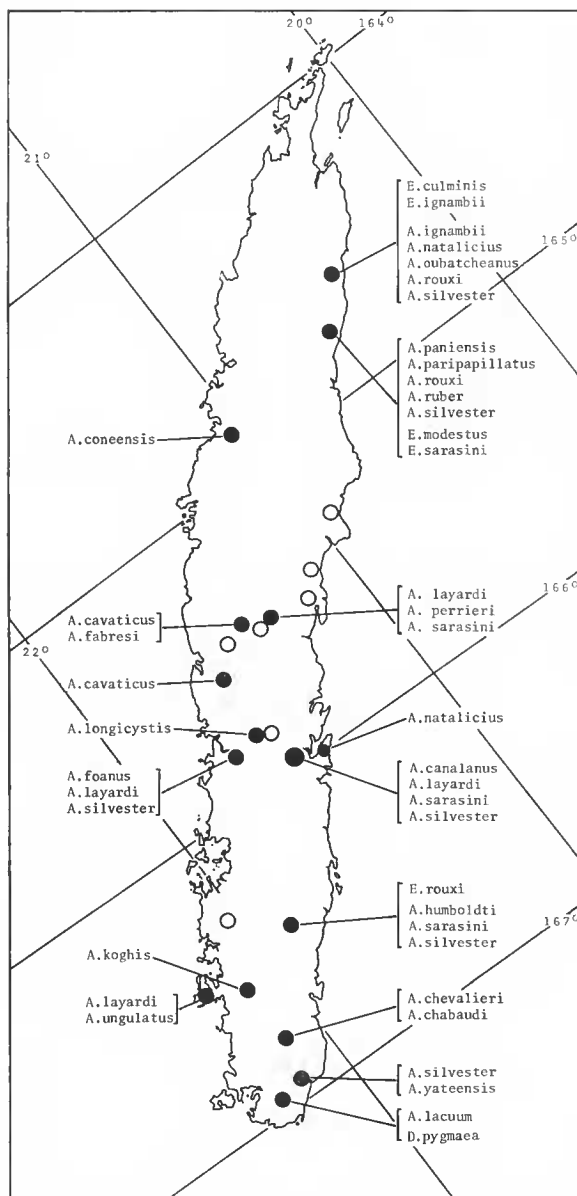 20°
164°
21°
E.culminis
E.ignambii
A.ignambii
A.natalicius
A.oubatcheanus
A.rouxi
A.silvester
165°
A.paniensis
A.paripapillatus
A.rouxi
A.ruber
A.silvester
E.modestus
E.sarasini
A.coneensis
166°
A. layardi
A. perrieri
A. sarasini
A.cavaticus
A.fabresi
22°
A.cavaticus
A.natalicius
A.longicystis
A.foanus
A.layardi
A.silvester
A.canalanus
A.layardi
A.sarasini
A.silvester
E.rouxi
A.humboldti
A.sarasini
A.silvester
167°
A.koghis
A.layardi
A.ungulatus
A.chevalieri
A.chabaudi
A.silvester
A.yateensis
A.lacuum
D.pygmaea